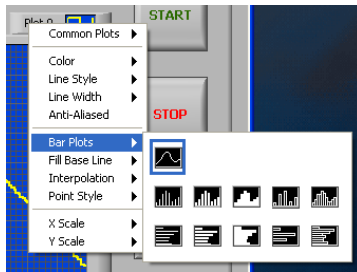 Plot 0
START
Common Plots
Color
Line Style
Line Width
Anti-Aliased
STOP
Bar Plots
Fill Base Line
Interpolation
Point Style
X Scale
Y Scale